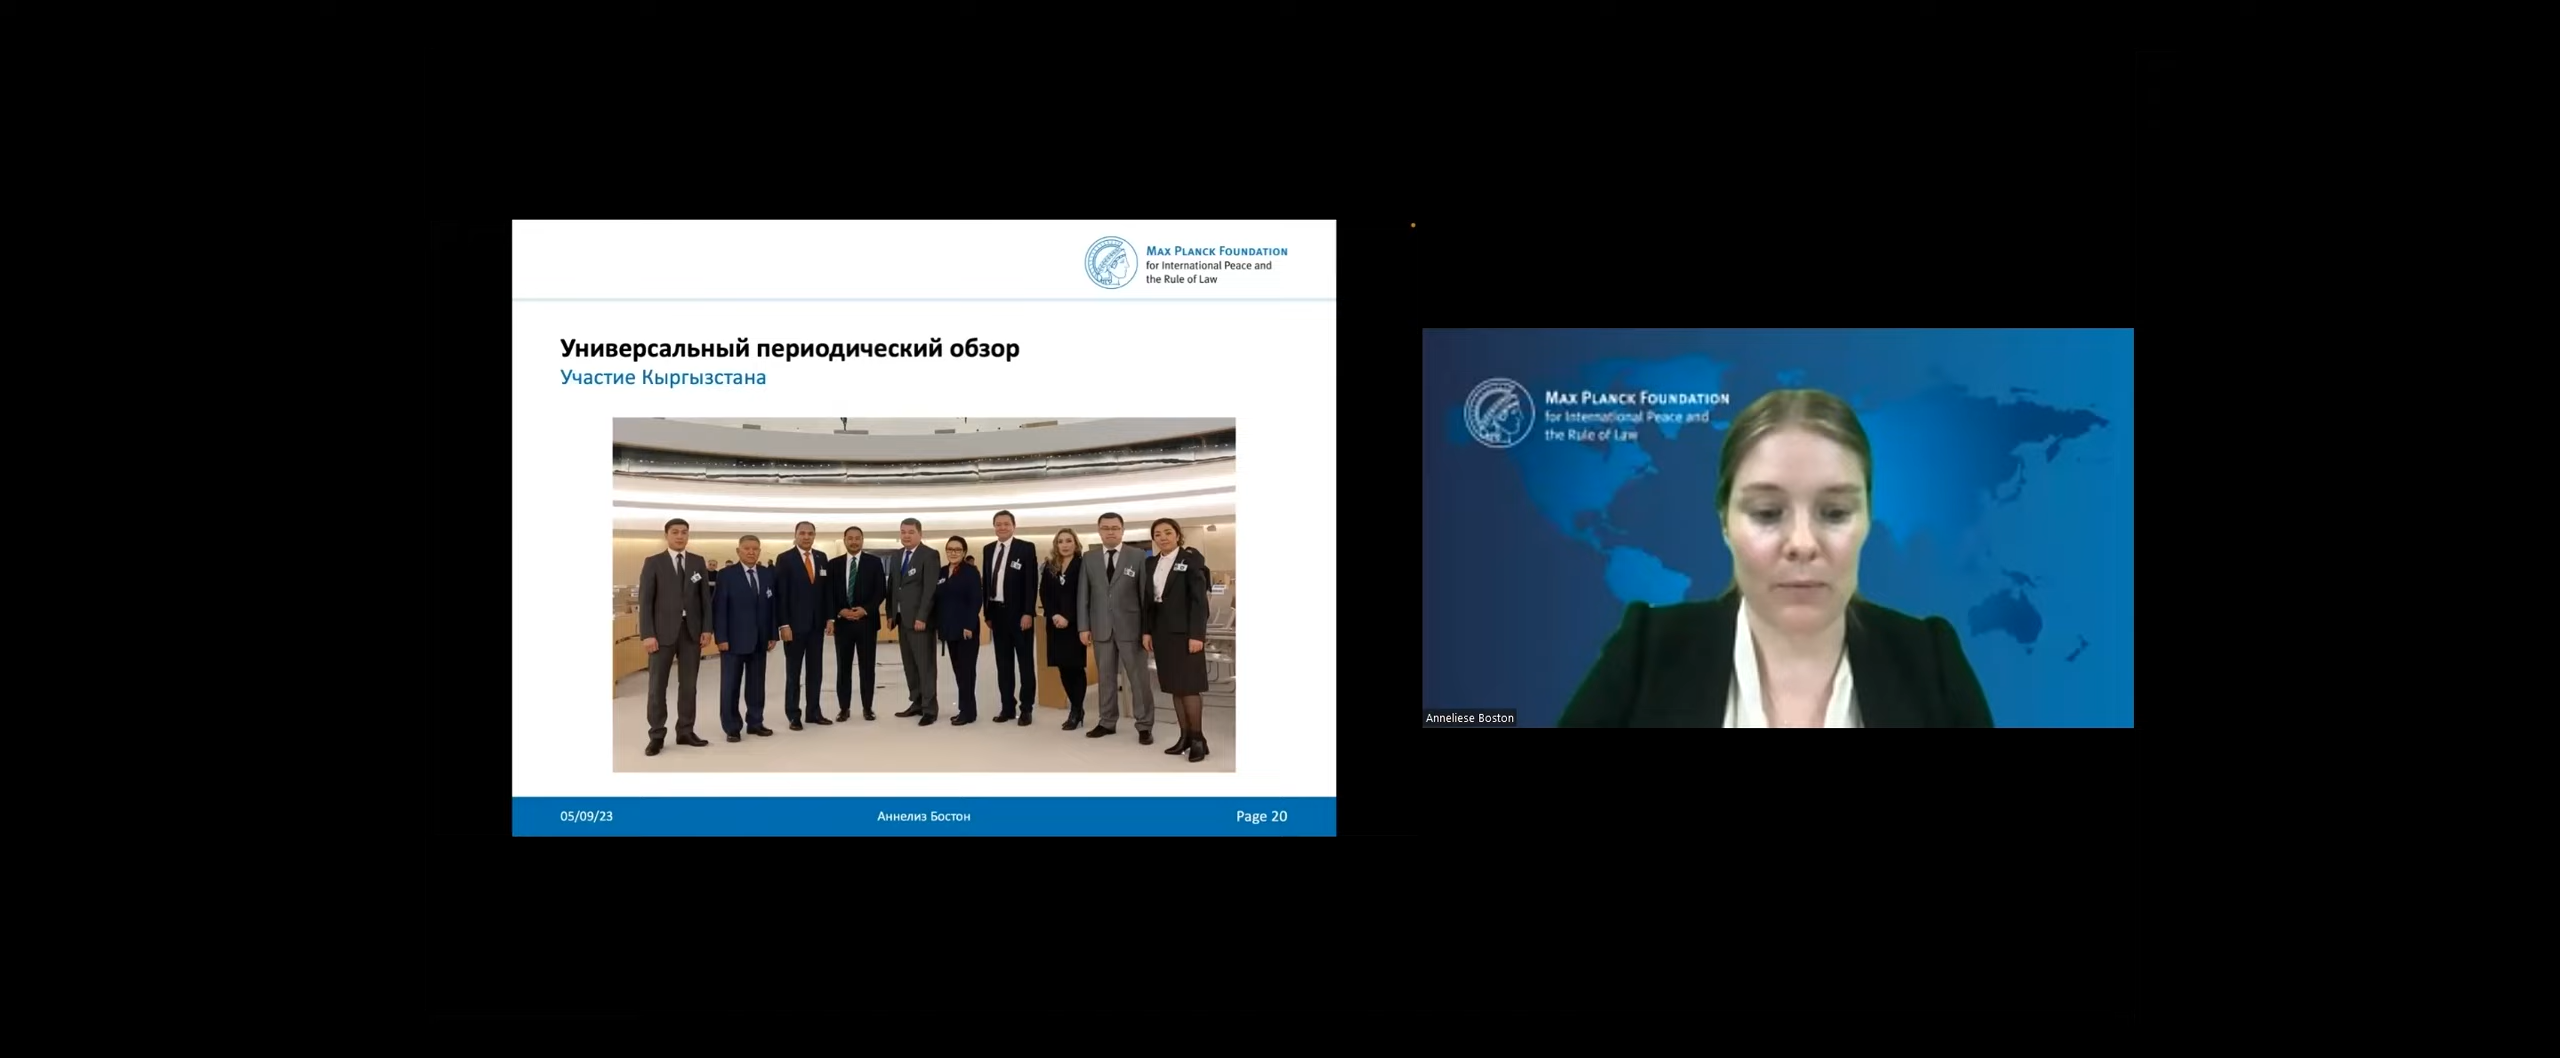 MAX PLANCK FOUNDATION
for International Peace and
the Rule of Law
Универсальный периодический обзор
Участие Кыргызстана
05/09/23
Аннелиз Бостон
Page 20
MAX PLANCK FOUNDATION
for International Peace and
the Rule of Law
Anneliese Boston